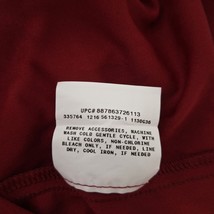 UPC# 887863726113
535764 1216 561329-1 1130638
REMOVE ACCESSORIES, MACHINE
WASH COLD GENTLE CYCLE, WITH
LIKE COLORS, NON-CHLORINE
BLEACH ONLY IF NEEDED, LINE
DRY, COOL IRON, IF NEEDED.